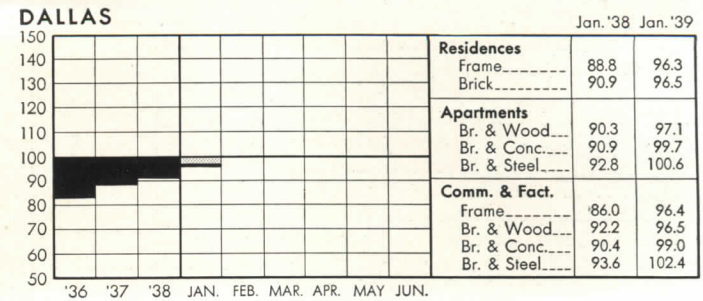 DALLAS
Jan. '38 Jan. '39
150
140
130
120
110
100
90
80
70
60
50
'36 '37 '38 JAN. FEB. MAR. APR. MAY JUN.
Residences
Frame 88.8 96.3
Brick 90.9 96.5
Apartments
Br. & Wood 90.3 97.1
Br. & Conc. 90.9 99.7
Br. & Steel 92.8 100.6
Comm. & Fact.
Frame 86.0 96.4
Br. & Wood 92.2 96.5
Br. & Conc. 90.4 99.0
Br. & Steel 93.6 102.4